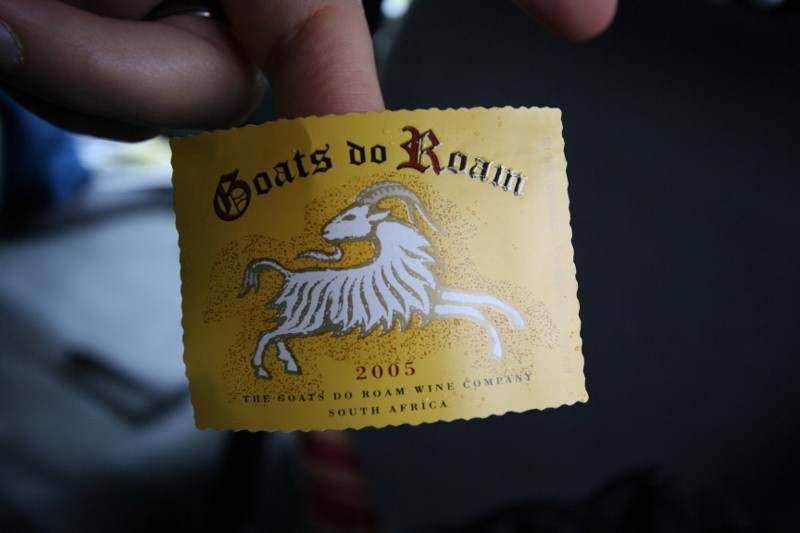 Goats do Roam
2005
THE GOATS DO ROAM WINE COMPANY
SOUTH AFRICA